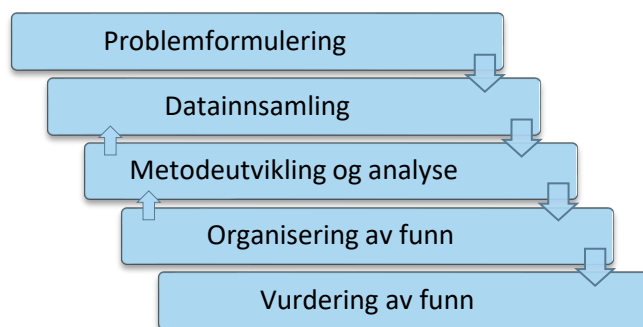 Problemformulering
Datainnsamling
Metodeutvikling og analyse
Organisering av funn
Vurdering av funn